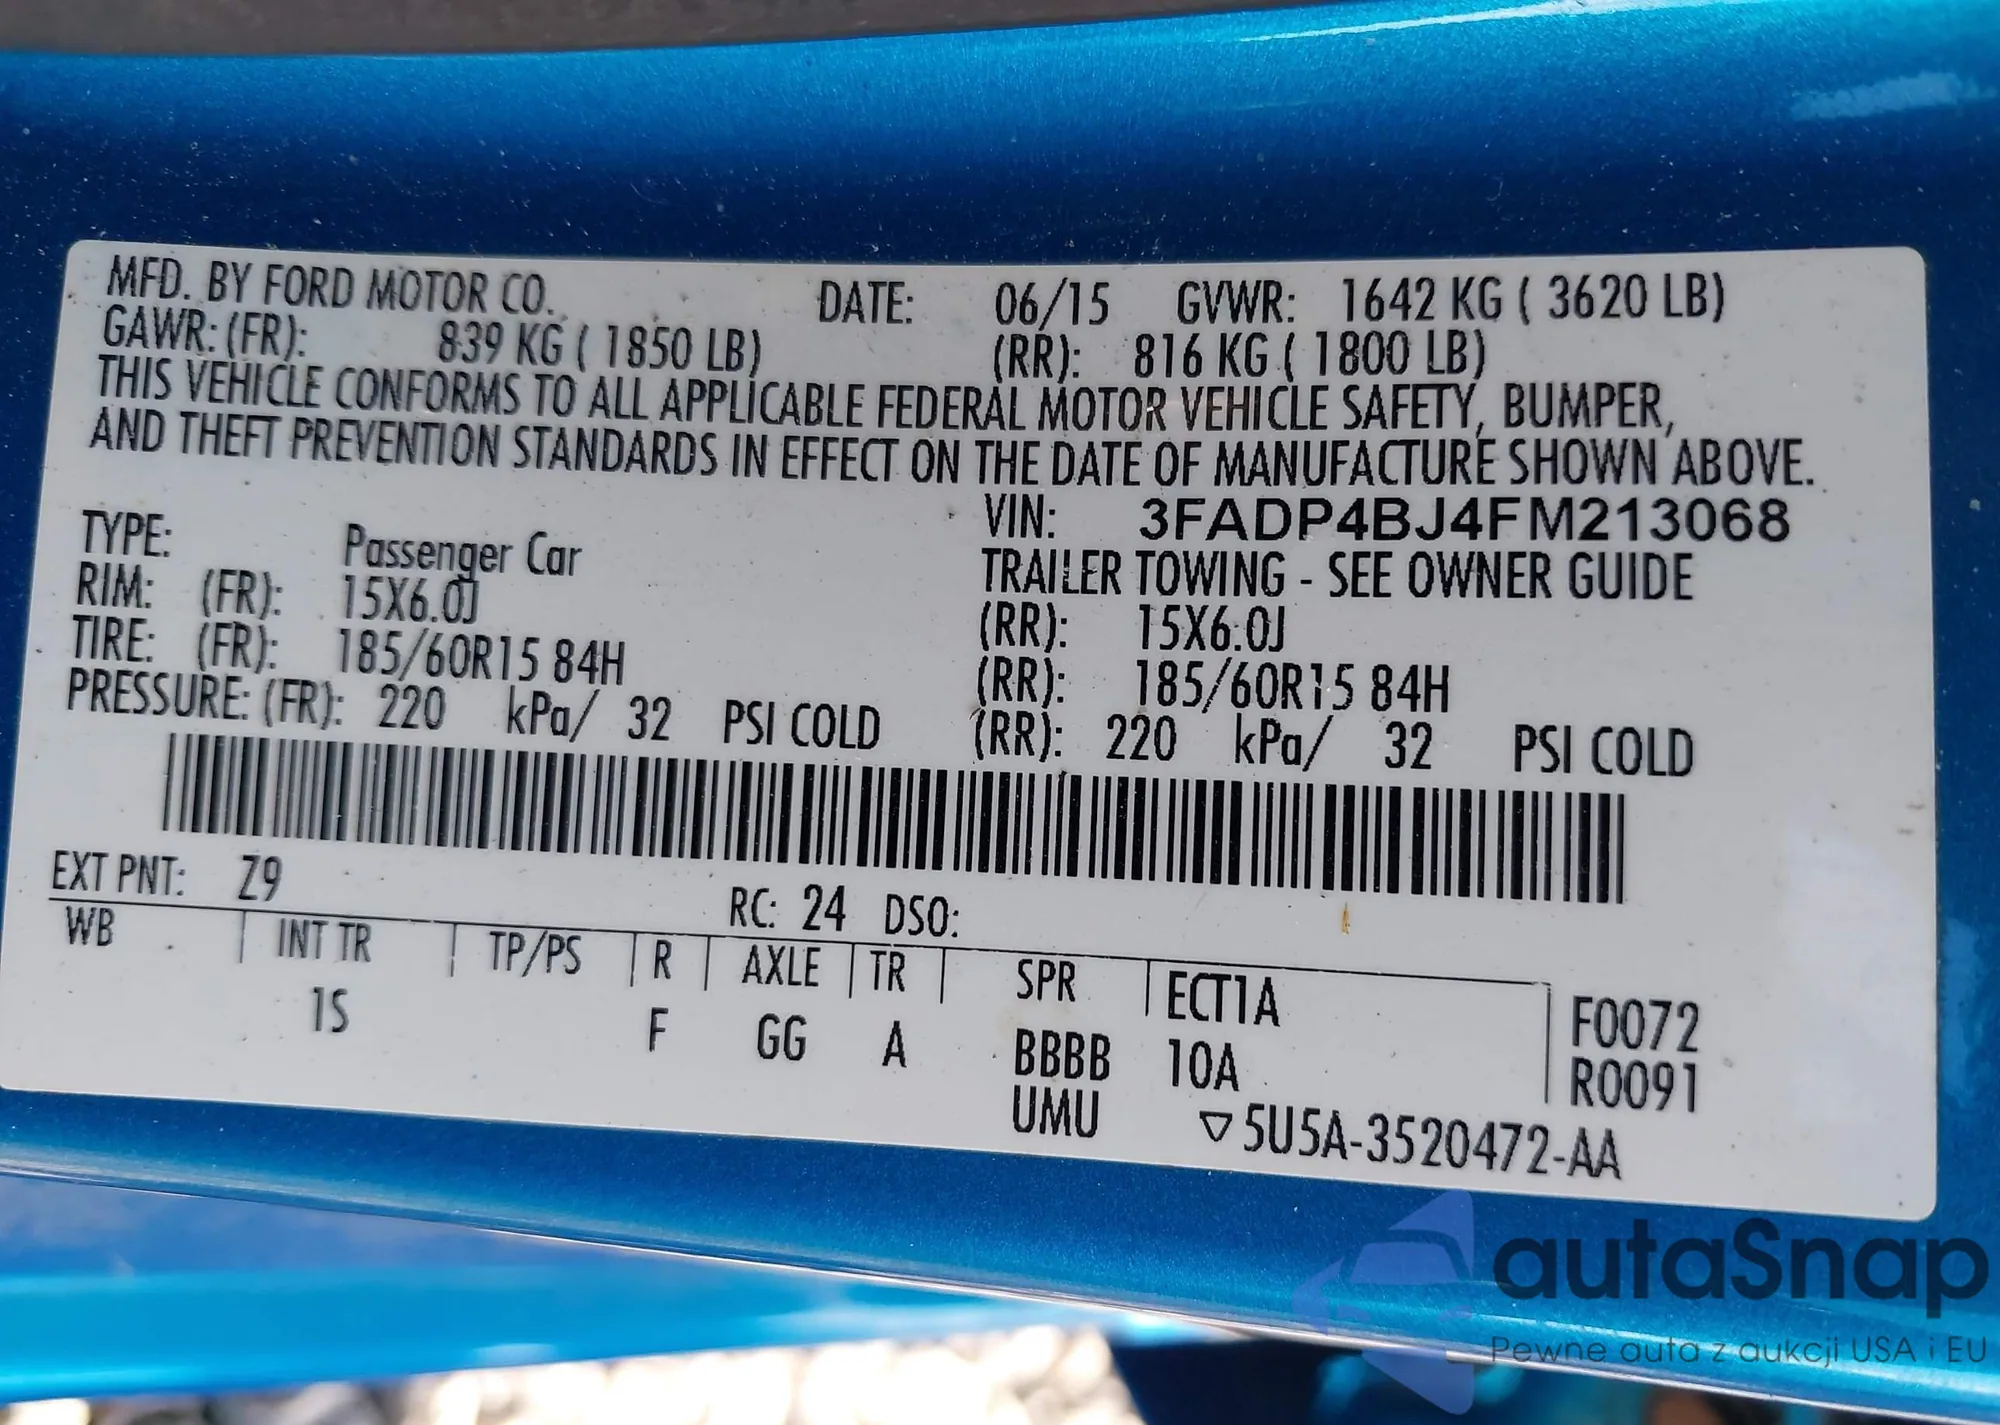 MFD. BY FORD MOTOR CO. DATE: 06/15 GVWR: 1642 KG ( 3620 LB)
GAWR: (FR): 839 KG ( 1850 LB) (RR): 816 KG ( 1800 LB)
THIS VEHICLE CONFORMS TO ALL APPLICABLE FEDERAL MOTOR VEHICLE SAFETY, BUMPER,
AND THEFT PREVENTION STANDARDS IN EFFECT ON THE DATE OF MANUFACTURE SHOWN ABOVE.
VIN: 3FADP4BJ4FM213068
TYPE: Passenger Car TRAILER TOWING - SEE OWNER GUIDE
RIM: (FR): 15X6.0J (RR): 15X6.0J
TIRE: (FR): 185/60R15 84H (RR): 185/60R15 84H
PRESSURE: (FR): 220 kPa/ 32 PSI COLD (RR): 220 kPa/ 32 PSI COLD
EXT PNT: Z9 RC: 24 DSO:
WB INT TR TP/PS R AXLE TR SPR ECT1A F0072
1S F GG A BBBB 10A R0091
UMU ▽5U5A-3520472-AA
autaSnap
Pewne auta z aukcji USA i EU